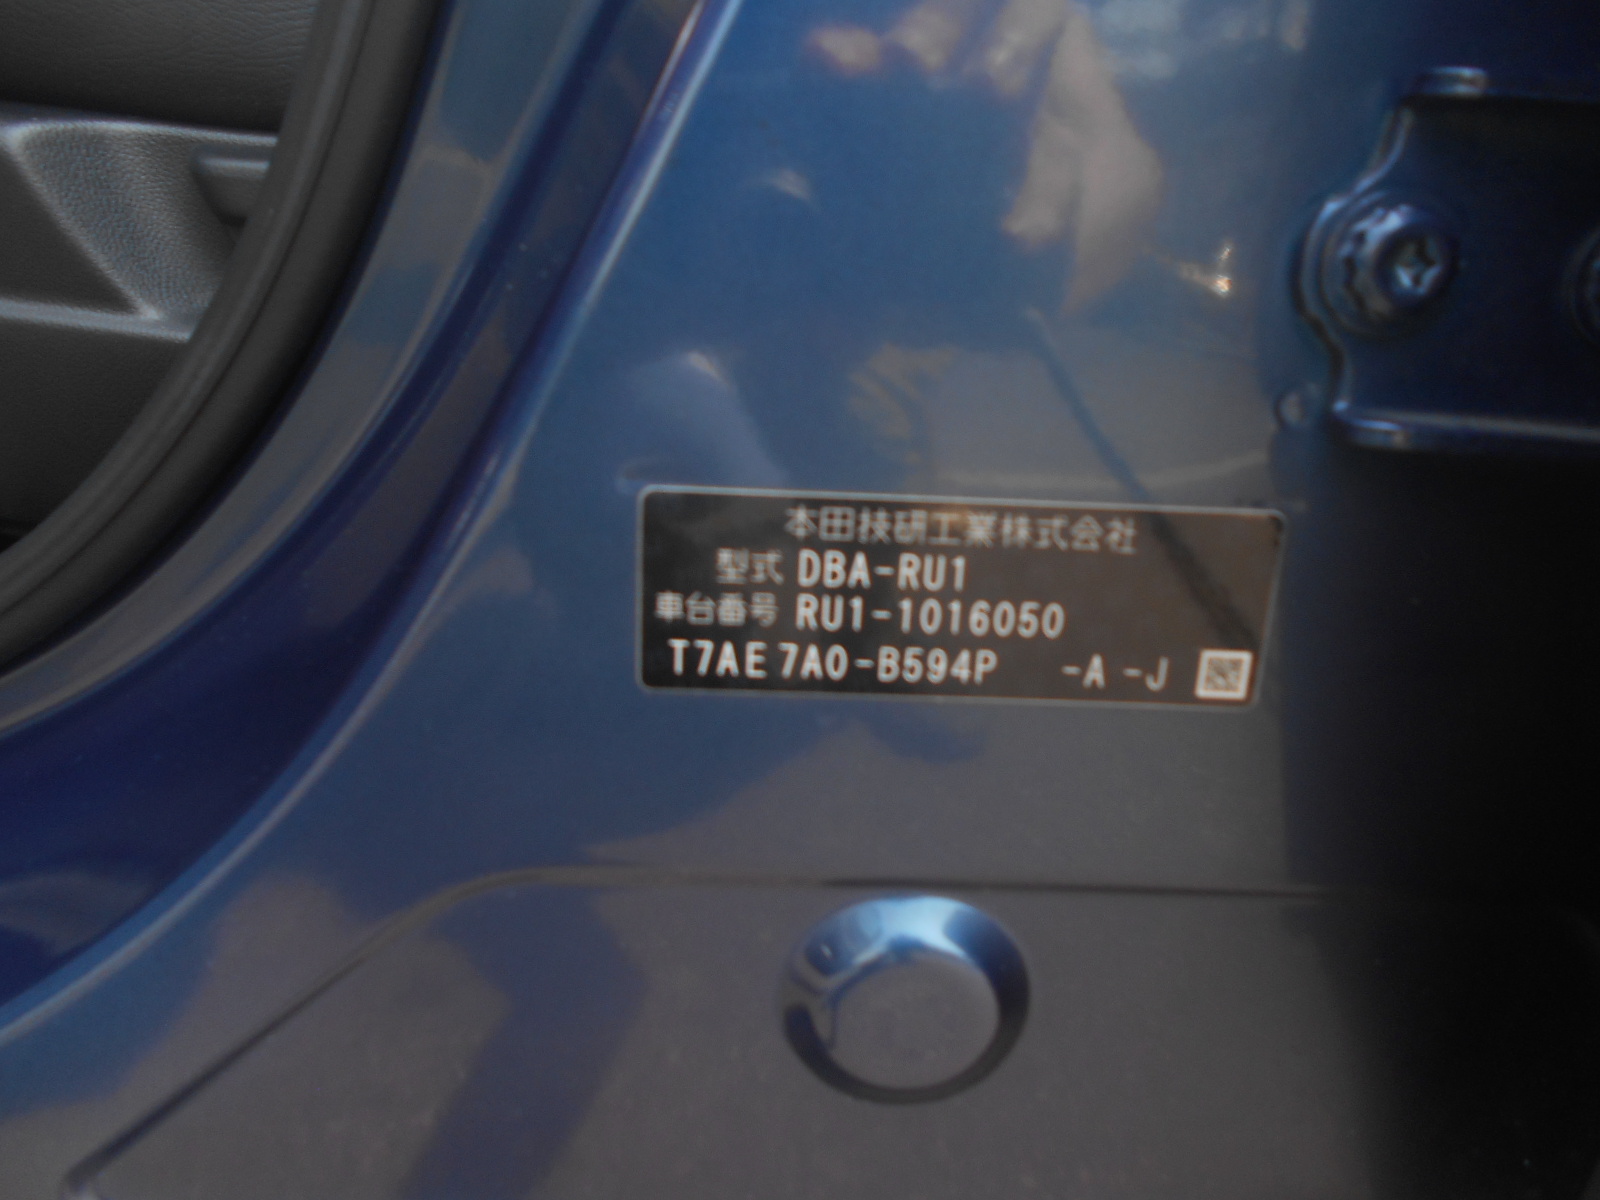 本田技研工業株式会社
型式 DBA-RU1
車台番号 RU1-1016050
T7AE 7A0-B594P -A -J